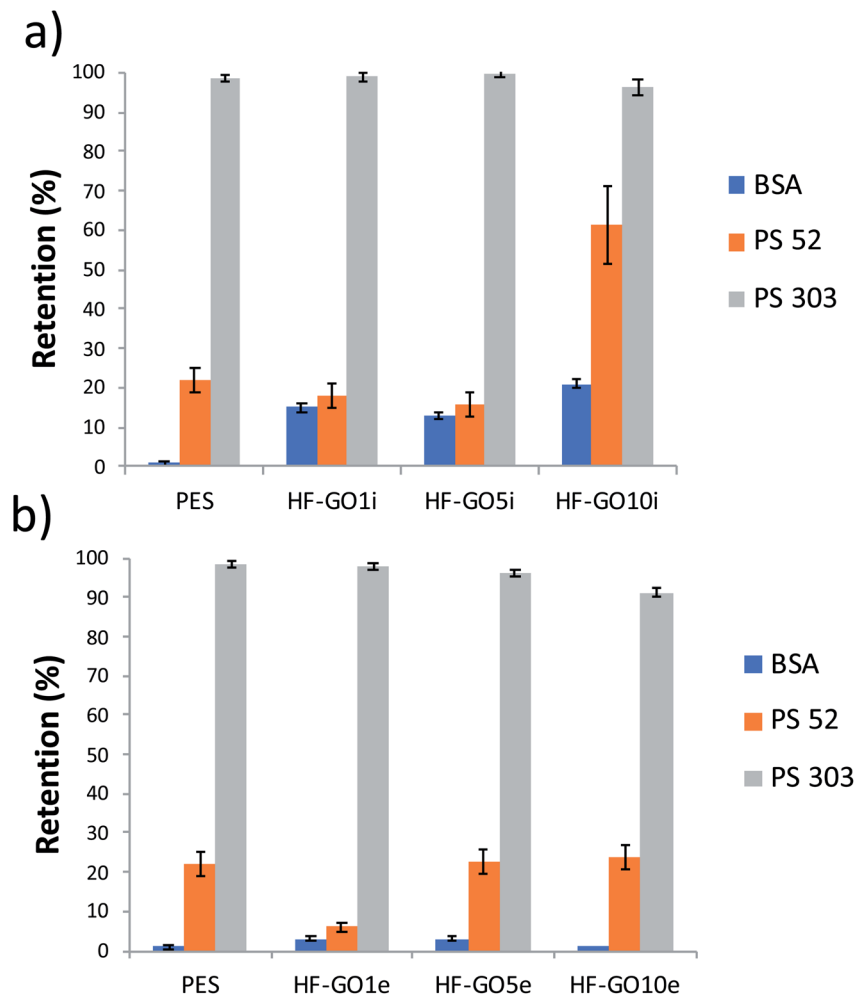 a)
Retention (%)
100
90
80
70
60
50
40
30
20
10
0
PES HF-GO1i HF-GO5i HF-GO10i
BSA
PS 52
PS 303
b)
Retention (%)
100
90
80
70
60
50
40
30
20
10
0
PES HF-GO1e HF-GO5e HF-GO10e
BSA
PS 52
PS 303